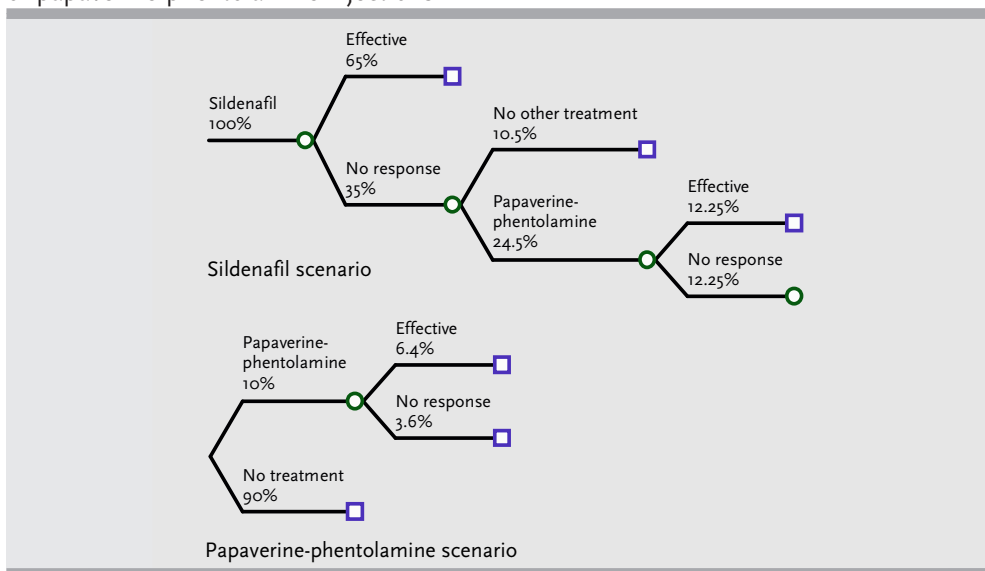 Effective
65%
Sildenafil
100%
No response
35%
No other treatment
10.5%
Papaverine-
phentolamine
24.5%
Effective
12.25%
No response
12.25%
Sildenafil scenario
Papaverine-
phentolamine
10%
Effective
6.4%
No response
3.6%
No treatment
90%
Papaverine-phentolamine scenario